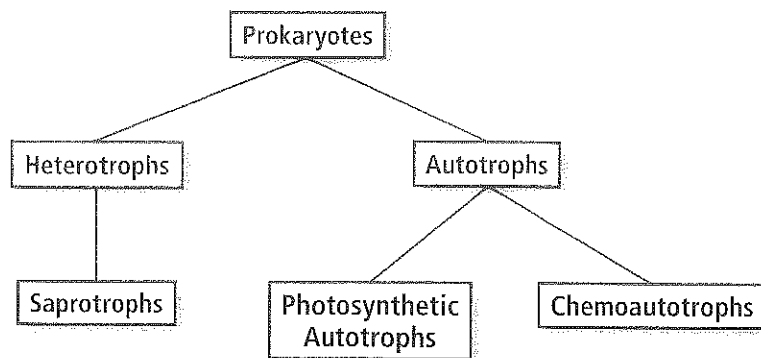 Prokaryotes
Heterotrophs
Autotrophs
Saprotrophs
Photosynthetic
Autotrophs
Chemoautotrophs